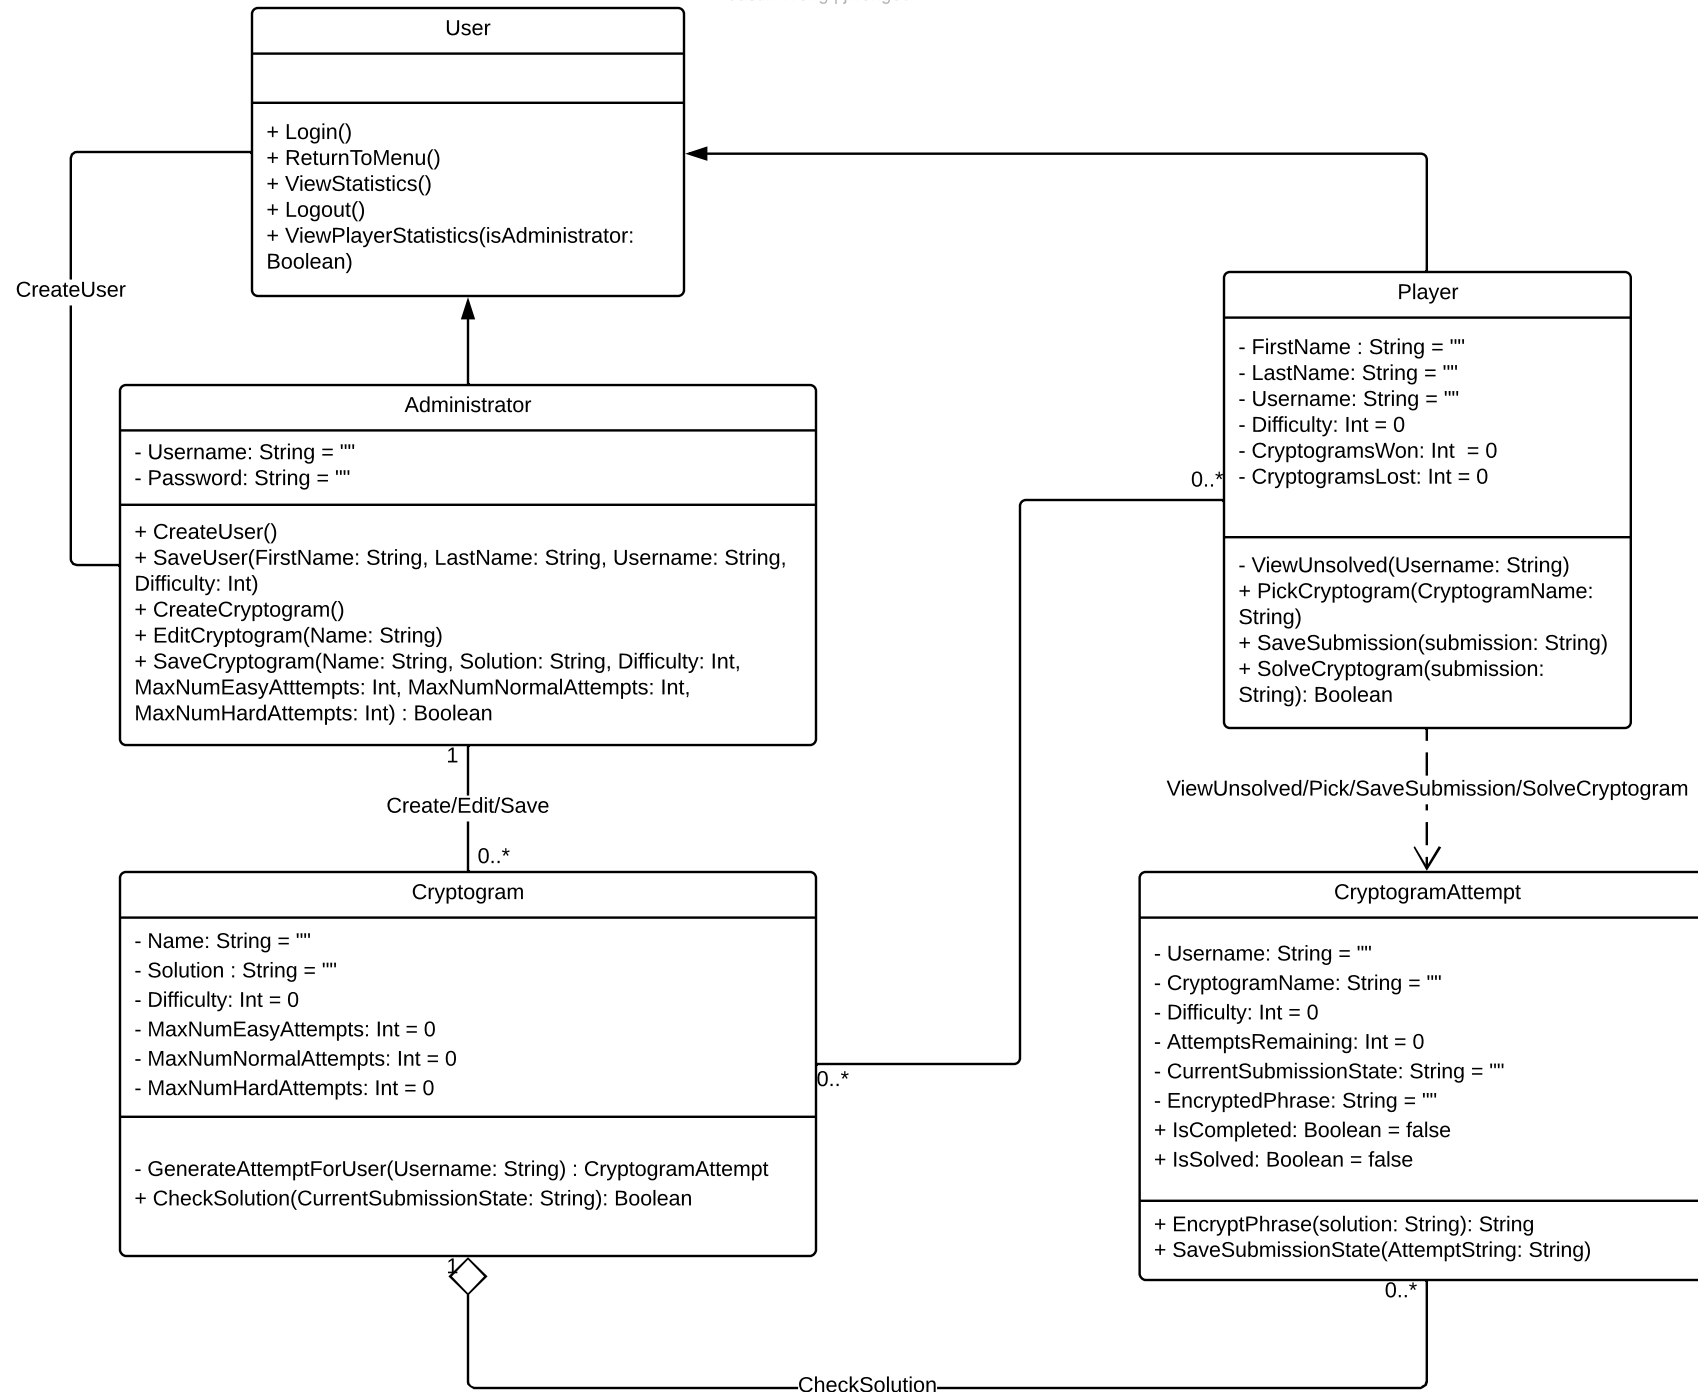 User
+ Login()
+ ReturnToMenu()
+ ViewStatistics()
+ Logout()
+ ViewPlayerStatistics(isAdministrator:
Boolean)
CreateUser
Administrator
- Username: String = ""
- Password: String = ""
+ CreateUser()
+ SaveUser(FirstName: String, LastName: String, Username: String,
Difficulty: Int)
+ CreateCryptogram()
+ EditCryptogram(Name: String)
+ SaveCryptogram(Name: String, Solution: String, Difficulty: Int,
MaxNumEasyAtttempts: Int, MaxNumNormalAttempts: Int,
MaxNumHardAttempts: Int) : Boolean
1
Create/Edit/Save
0..*
Player
- FirstName : String = ""
- LastName: String = ""
- Username: String = ""
- Difficulty: Int = 0
- CryptogramsWon: Int  = 0
- CryptogramsLost: Int = 0
0..*
- ViewUnsolved(Username: String)
+ PickCryptogram(CryptogramName:
String)
+ SaveSubmission(submission: String)
+ SolveCryptogram(submission:
String): Boolean
ViewUnsolved/Pick/SaveSubmission/SolveCryptogram
Cryptogram
- Name: String = ""
- Solution : String = ""
- Difficulty: Int = 0
- MaxNumEasyAttempts: Int = 0
- MaxNumNormalAttempts: Int = 0
- MaxNumHardAttempts: Int = 0
0..*
- GenerateAttemptForUser(Username: String) : CryptogramAttempt
+ CheckSolution(CurrentSubmissionState: String): Boolean
1
CryptogramAttempt
- Username: String = ""
- CryptogramName: String = ""
- Difficulty: Int = 0
- AttemptsRemaining: Int = 0
- CurrentSubmissionState: String = ""
- EncryptedPhrase: String = ""
+ IsCompleted: Boolean = false
+ IsSolved: Boolean = false
+ EncryptPhrase(solution: String): String
+ SaveSubmissionState(AttemptString: String)
0..*
CheckSolution